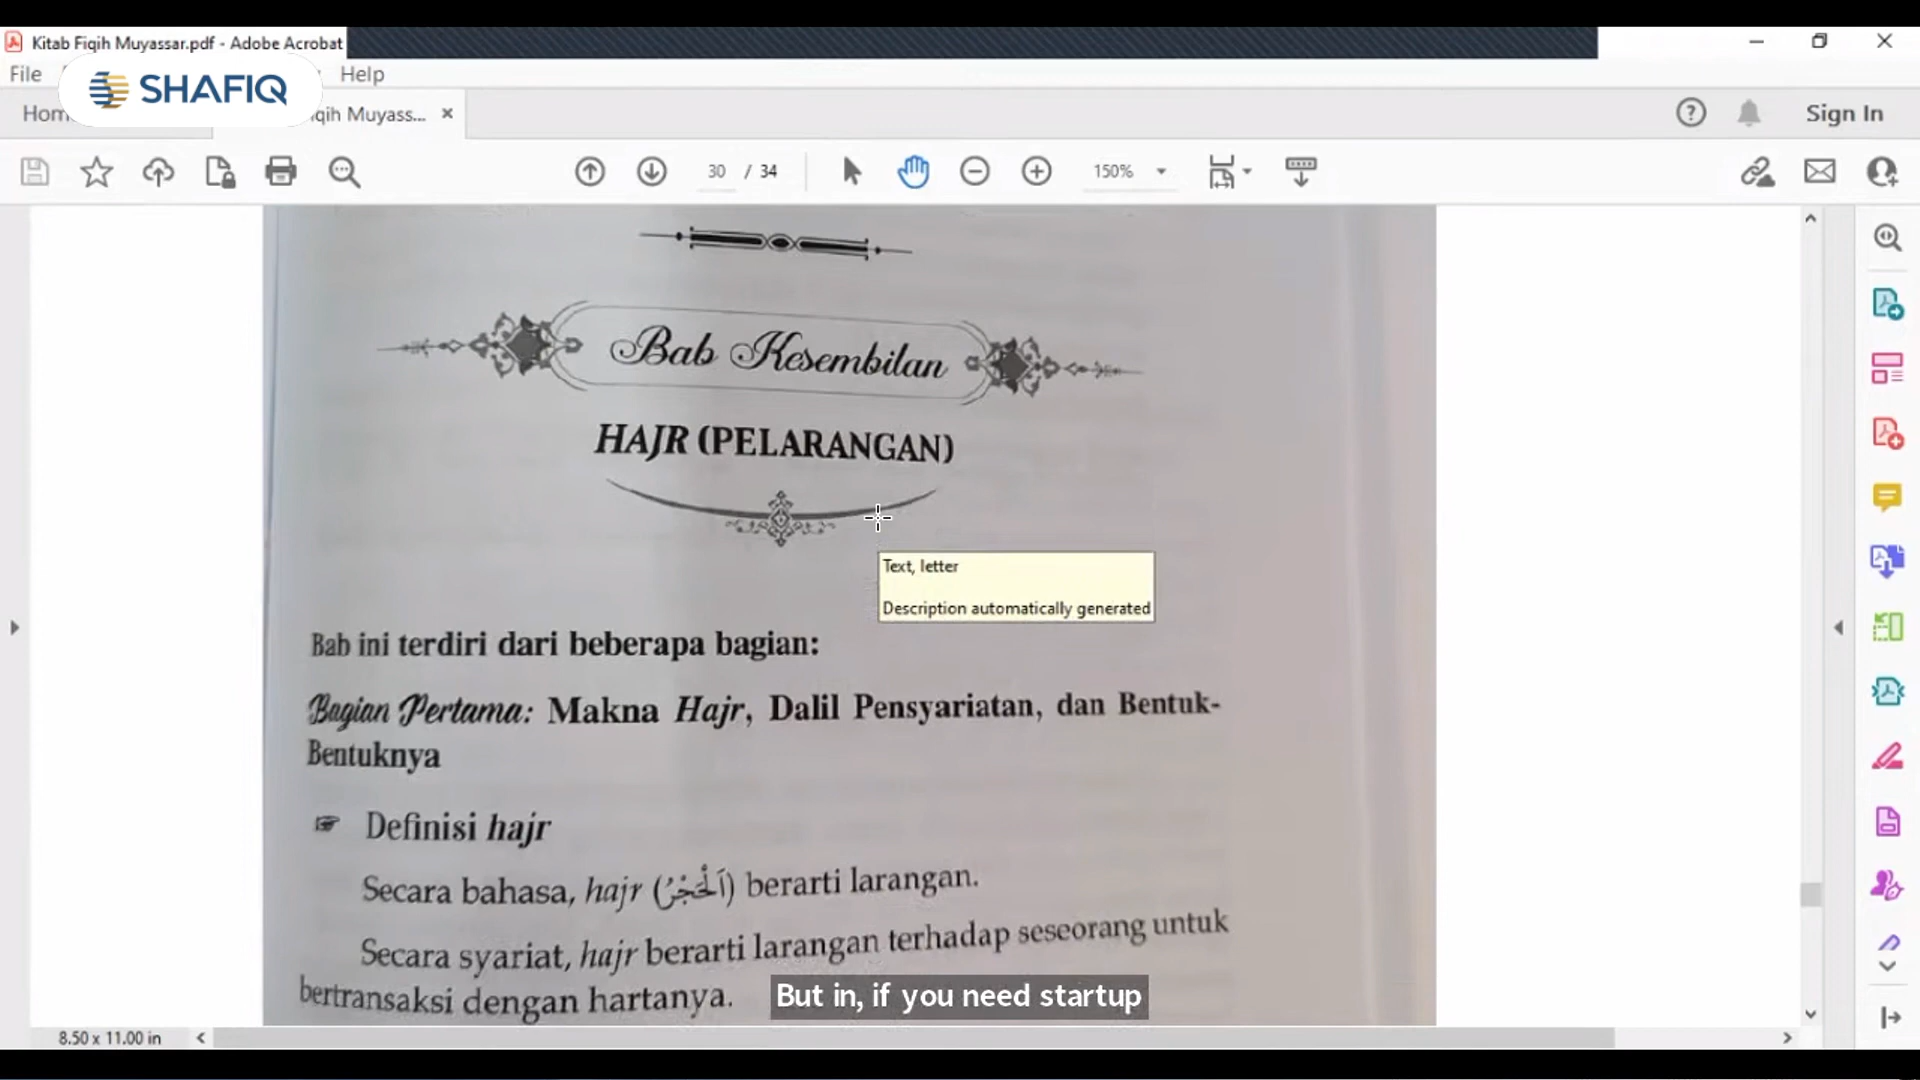 Kitab Fiqih Muyassar.pdf - Adobe Acrobat
File
Help
SHAFIQ
iqih Muyass...
Sign In
30 / 34
150%
Bab Kesembilan
HAJR (PELARANGAN)
Text, letter
Description automatically generated
Bab ini terdiri dari beberapa bagian:
Bagian Pertama: Makna Hajr, Dalil Pensyariatan, dan Bentuk-
Bentuknya
Definisi hajr
Secara bahasa, hajr (اَلْحَجْرُ) berarti larangan.
Secara syariat, hajr berarti larangan terhadap seseorang untuk
bertransaksi dengan hartanya.
But in, if you need startup
8.50 x 11.00 in